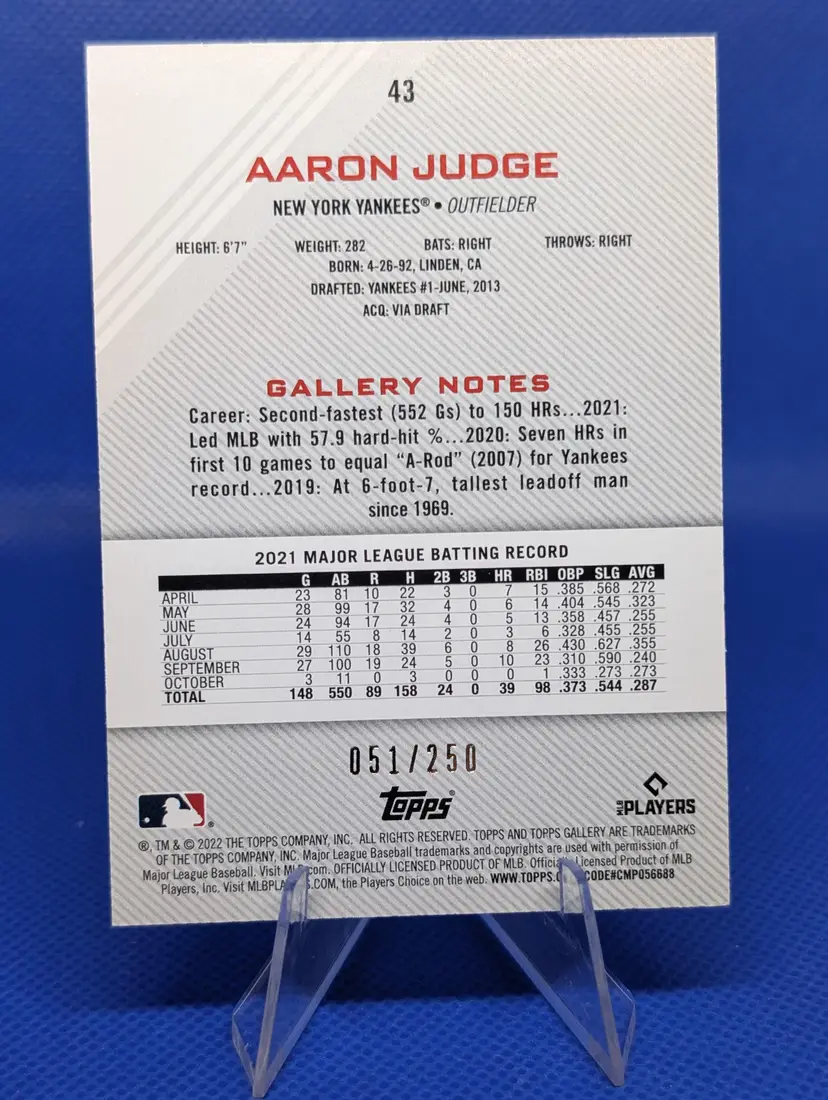 43
AARON JUDGE
NEW YORK YANKEES® • OUTFIELDER
HEIGHT: 6'7" WEIGHT: 282 BATS: RIGHT THROWS: RIGHT
BORN: 4-26-92, LINDEN, CA
DRAFTED: YANKEES #1-JUNE, 2013
ACQ: VIA DRAFT
GALLERY NOTES
Career: Second-fastest (552 Gs) to 150 HRs...2021:
Led MLB with 57.9 hard-hit %...2020: Seven HRs in
first 10 games to equal “A-Rod” (2007) for Yankees
record...2019: At 6-foot-7, tallest leadoff man
since 1969.
2021 MAJOR LEAGUE BATTING RECORD
G AB R H 2B 3B HR RBI OBP SLG AVG
APRIL 23 81 10 22 3 0 7 15 .385 .568 .272
MAY 28 99 17 32 4 0 6 14 .404 .545 .323
JUNE 24 94 17 24 4 0 5 13 .358 .457 .255
JULY 14 55 8 14 2 0 3 6 .328 .455 .255
AUGUST 29 110 18 39 6 0 8 26 .430 .627 .355
SEPTEMBER 27 100 19 24 5 0 10 23 .310 .590 .240
OCTOBER 3 11 0 3 0 0 0 1 .333 .273 .273
TOTAL 148 550 89 158 24 0 39 98 .373 .544 .287
051/250
® topps® MLB PLAYERS
®, TM & © 2022 THE TOPPS COMPANY, INC. ALL RIGHTS RESERVED. TOPPS AND TOPPS GALLERY ARE TRADEMARKS
OF THE TOPPS COMPANY, INC. Major League Baseball trademarks and copyrights are used with permission of
Major League Baseball. Visit MLB.com. OFFICIALLY LICENSED PRODUCT OF MLB. Official Licensed Product of MLB
Players, Inc. Visit MLBPLAYERS.COM, the Players Choice on the web. WWW.TOPPS. CODE#CMP056688